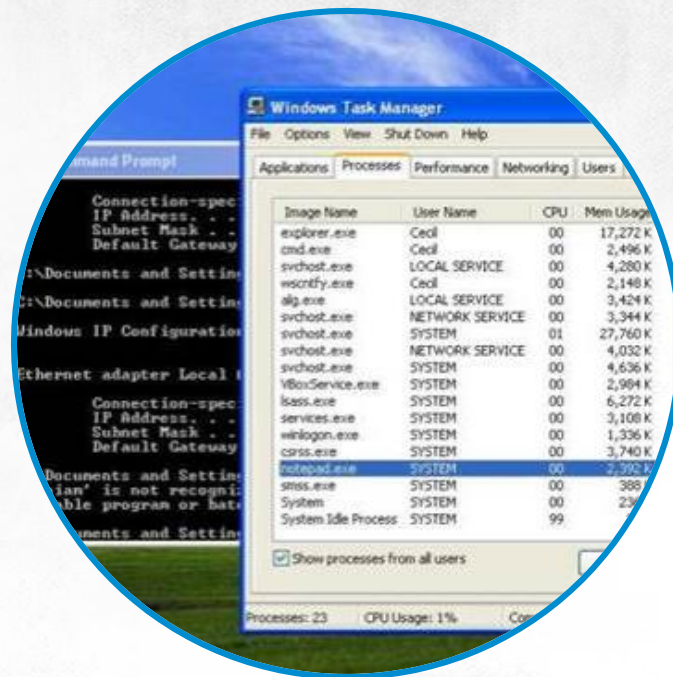 Command Prompt
Connection-spec
IP Address. . .
Subnet Mask . .
Default Gateway
:\Documents and Setting
C:\Documents and Setting
Windows IP Configuration
Ethernet adapter Local
Connection-spec
IP Address. . .
Subnet Mask . .
Default Gateway
Documents and Setting
ian' is not recogni
ble program or bat
uments and Settin
Windows Task Manager
File Options View Shut Down Help
Applications Processes Performance Networking Users
Image Name User Name CPU Mem Usage
explorer.exe Cecil 00 17,272 K
cmd.exe Cecil 00 2,496 K
svchost.exe LOCAL SERVICE 00 4,280 K
wscntfy.exe Cecil 00 2,148 K
alg.exe LOCAL SERVICE 00 3,424 K
svchost.exe NETWORK SERVICE 00 3,344 K
svchost.exe SYSTEM 01 27,760 K
svchost.exe NETWORK SERVICE 00 4,032 K
svchost.exe SYSTEM 00 4,636 K
VBoxService.exe SYSTEM 00 2,984 K
lsass.exe SYSTEM 00 6,272 K
services.exe SYSTEM 00 3,108 K
winlogon.exe SYSTEM 00 1,336 K
csrss.exe SYSTEM 00 3,740 K
notepad.exe SYSTEM 00 2,392 K
smss.exe SYSTEM 00 388
System SYSTEM 00 236
System Idle Process SYSTEM 99
Show processes from all users
Processes: 23 CPU Usage: 1% Com